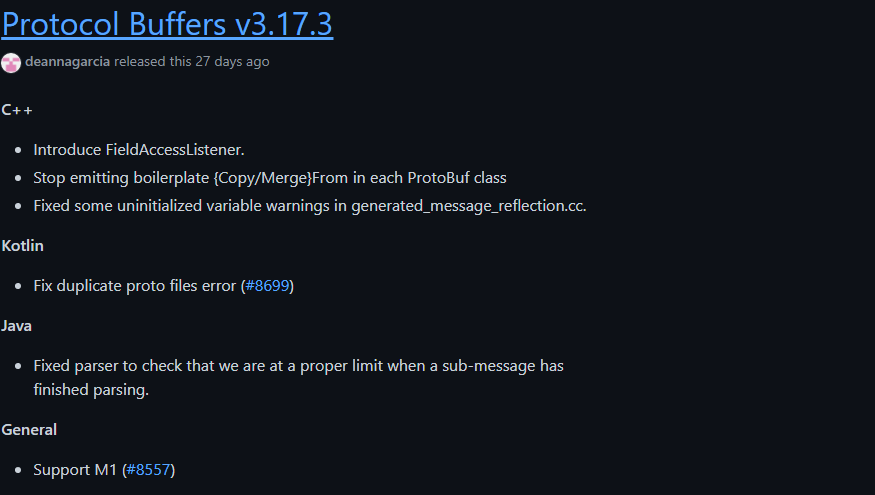 Protocol Buffers v3.17.3
deannagarcia released this 27 days ago
C++
• Introduce FieldAccessListener.
• Stop emitting boilerplate {Copy/Merge}From in each ProtoBuf class
• Fixed some uninitialized variable warnings in generated_message_reflection.cc.
Kotlin
• Fix duplicate proto files error (#8699)
Java
• Fixed parser to check that we are at a proper limit when a sub-message has
finished parsing.
General
• Support M1 (#8557)